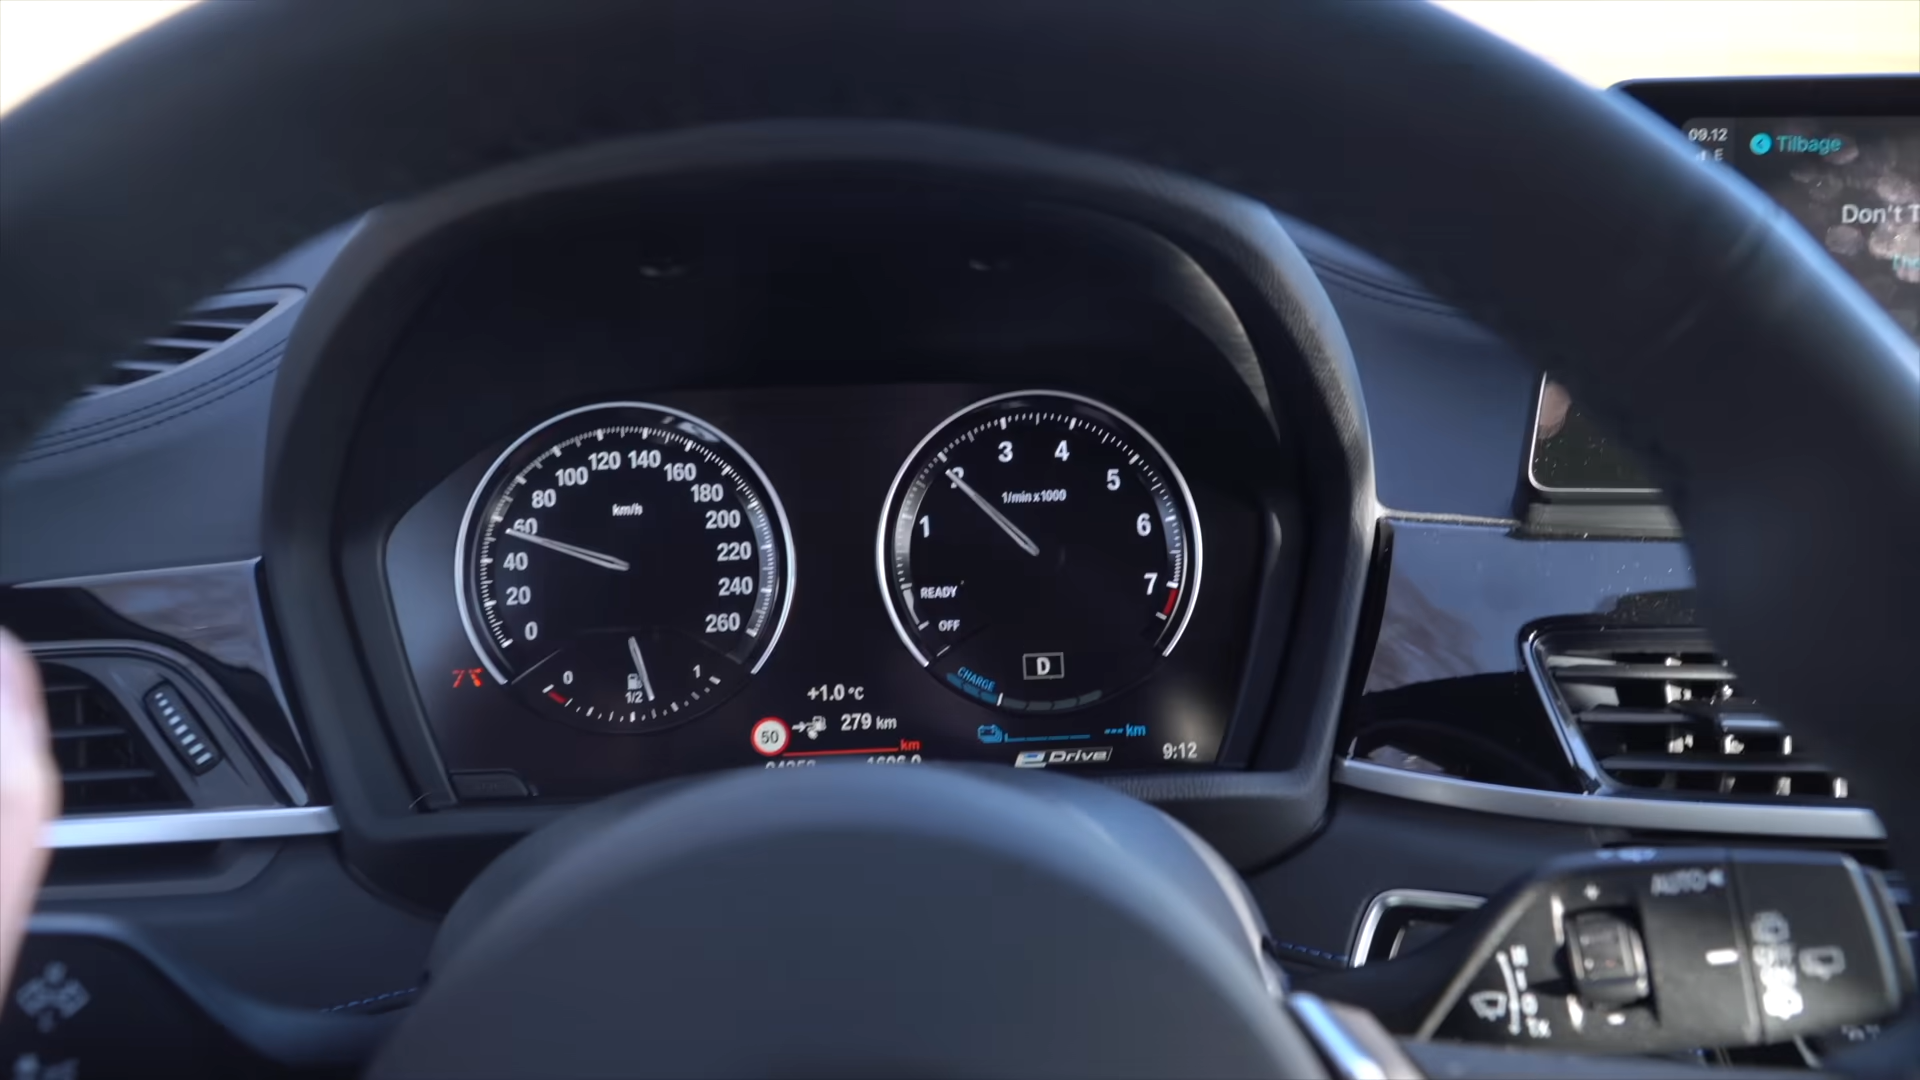 09.12
Tilbage
E
Don't T
120 140
100 160
80 180
km/h
60 200
40 220
20 240
0 260
0 1/2 1
3 4
2 5
1/min x 1000
1 6
READY 7
OFF
D
CHARGE
+1.0 °C
50 279 km
km
--- km
eDrive 9:12
AUTO